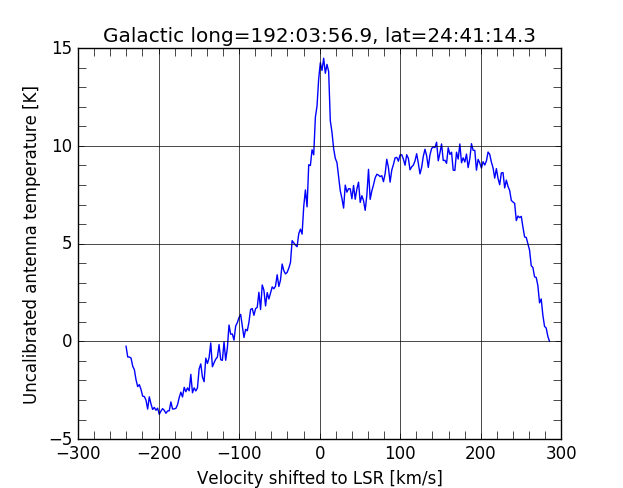 Galactic long=192:03:56.9, lat=24:41:14.3
Uncalibrated antenna temperature [K]
15
10
5
0
−5
−300 −200 −100 0 100 200 300
Velocity shifted to LSR [km/s]